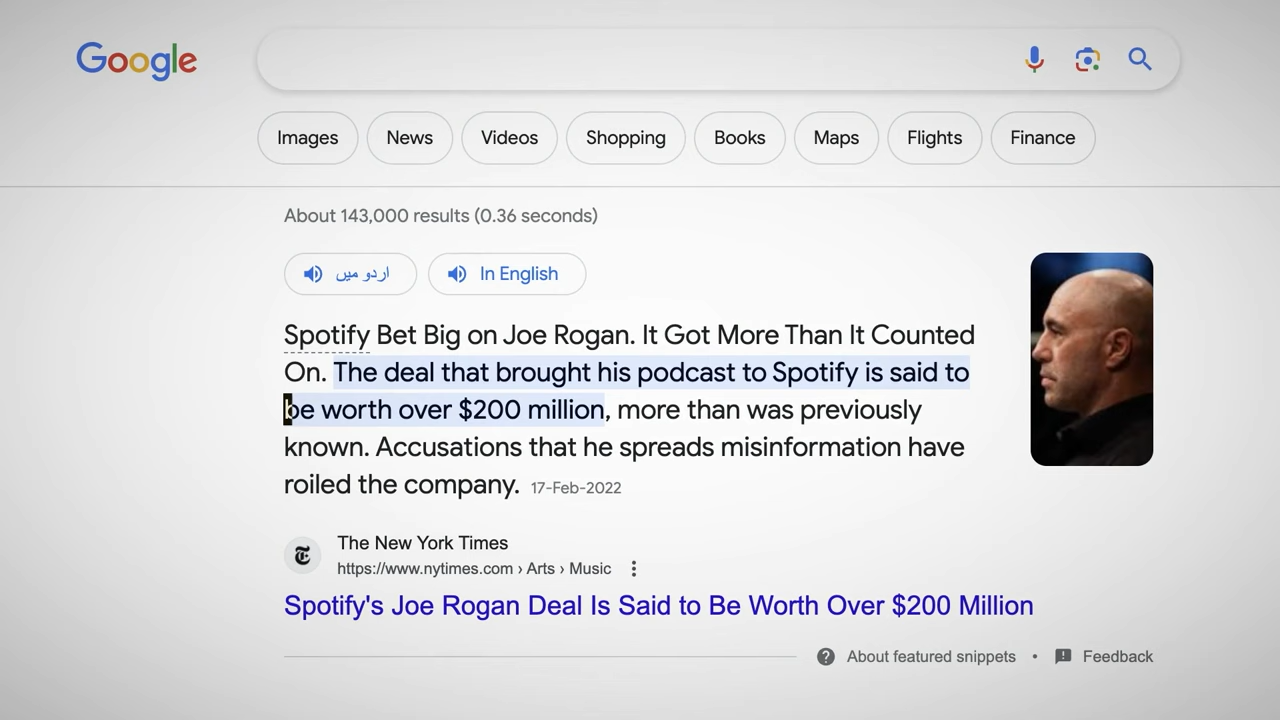 Google
Images News Videos Shopping Books Maps Flights Finance
About 143,000 results (0.36 seconds)
اردو میں In English
Spotify Bet Big on Joe Rogan. It Got More Than It Counted
On. The deal that brought his podcast to Spotify is said to
be worth over $200 million, more than was previously
known. Accusations that he spreads misinformation have
roiled the company. 17-Feb-2022
The New York Times
https://www.nytimes.com › Arts › Music
Spotify's Joe Rogan Deal Is Said to Be Worth Over $200 Million
About featured snippets • Feedback